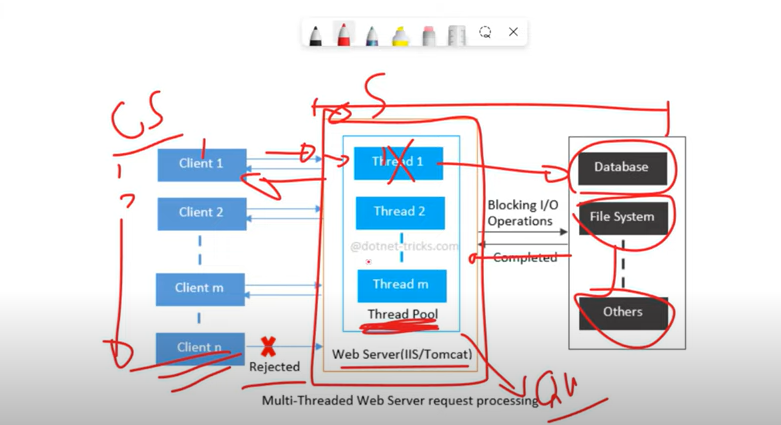 CS
S
Client 1
Thread 1
Database
Client 2
Thread 2
Blocking I/O
Operations
File System
@dotnet-tricks.com
Completed
Client m
Thread m
Others
Thread Pool
Client n
Rejected
Web Server(IIS/Tomcat)
Multi-Threaded Web Server request processing